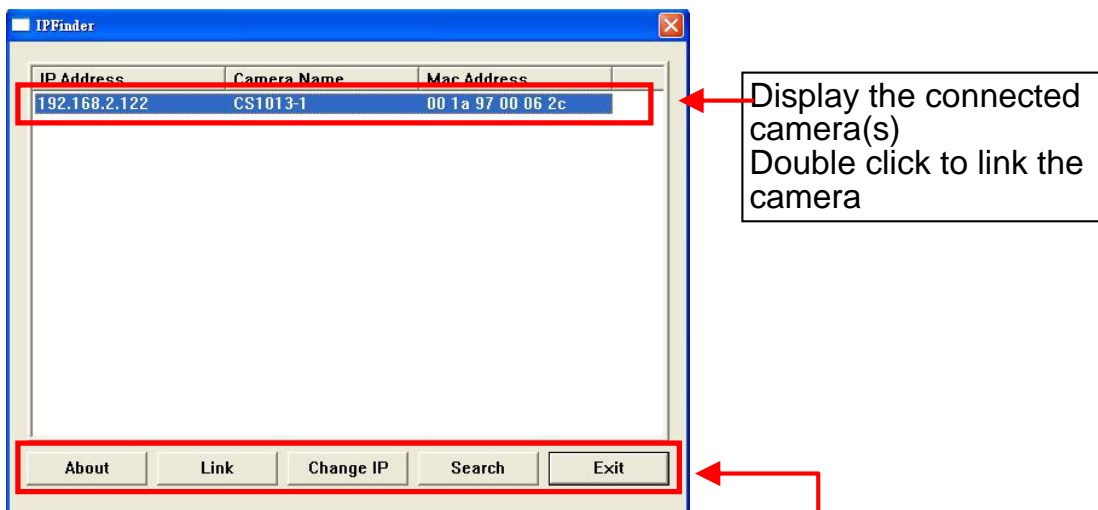 IPFinder
IP Address Camera Name Mac Address
192.168.2.122 CS1013-1 00 1a 97 00 06 2c
Display the connected
camera(s)
Double click to link the
camera
About Link Change IP Search Exit